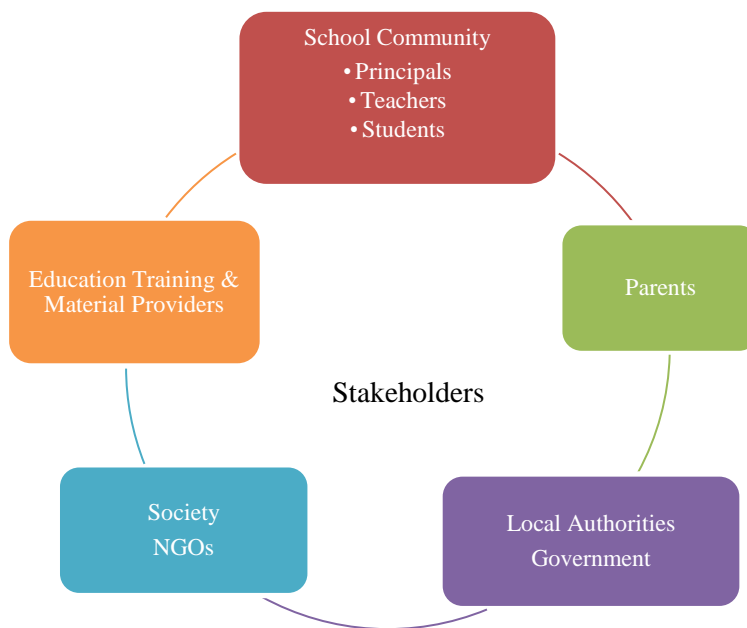 School Community
• Principals
• Teachers
• Students
Education Training &
Material Providers
Parents
Stakeholders
Society
NGOs
Local Authorities
Government